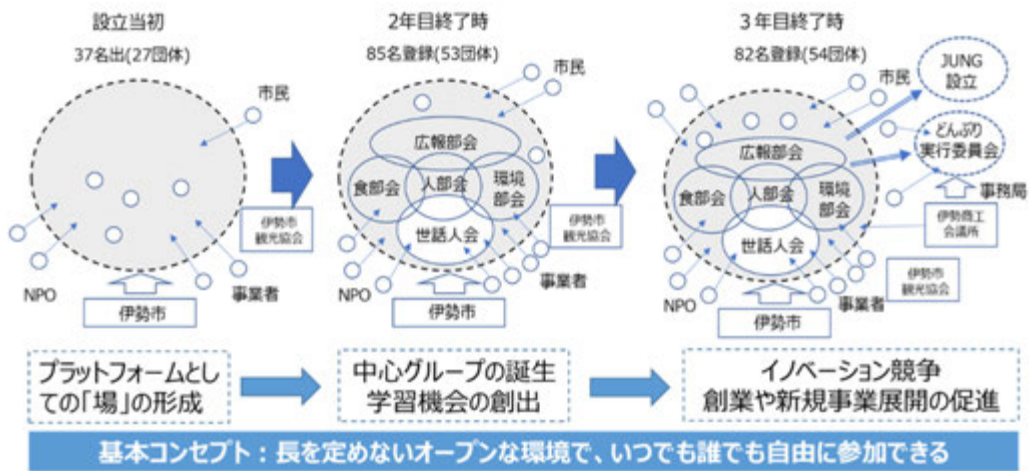 設立当初
37名出(27団体)
市民
伊勢市
観光協会
NPO
事業者
伊勢市
2年目終了時
85名登録(53団体)
市民
広報部会
食部会
人部会
環境
部会
世話人会
伊勢市
観光協会
NPO
事業者
伊勢市
3年目終了時
82名登録(54団体)
市民
JUNG
設立
どんぶり
実行委員会
広報部会
食部会
人部会
環境
部会
世話人会
事務局
伊勢商工
会議所
伊勢市
観光協会
NPO
事業者
伊勢市
プラットフォームとし
ての「場」の形成
中心グループの誕生
学習機会の創出
イノベーション競争
創業や新規事業展開の促進
基本コンセプト：長を定めないオープンな環境で、いつでも誰でも自由に参加できる